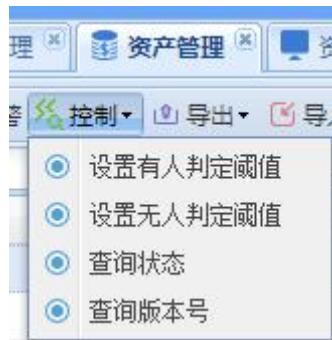 理 资产管理
控制 导出 导
设置有人判定阈值
设置无人判定阈值
查询状态
查询版本号